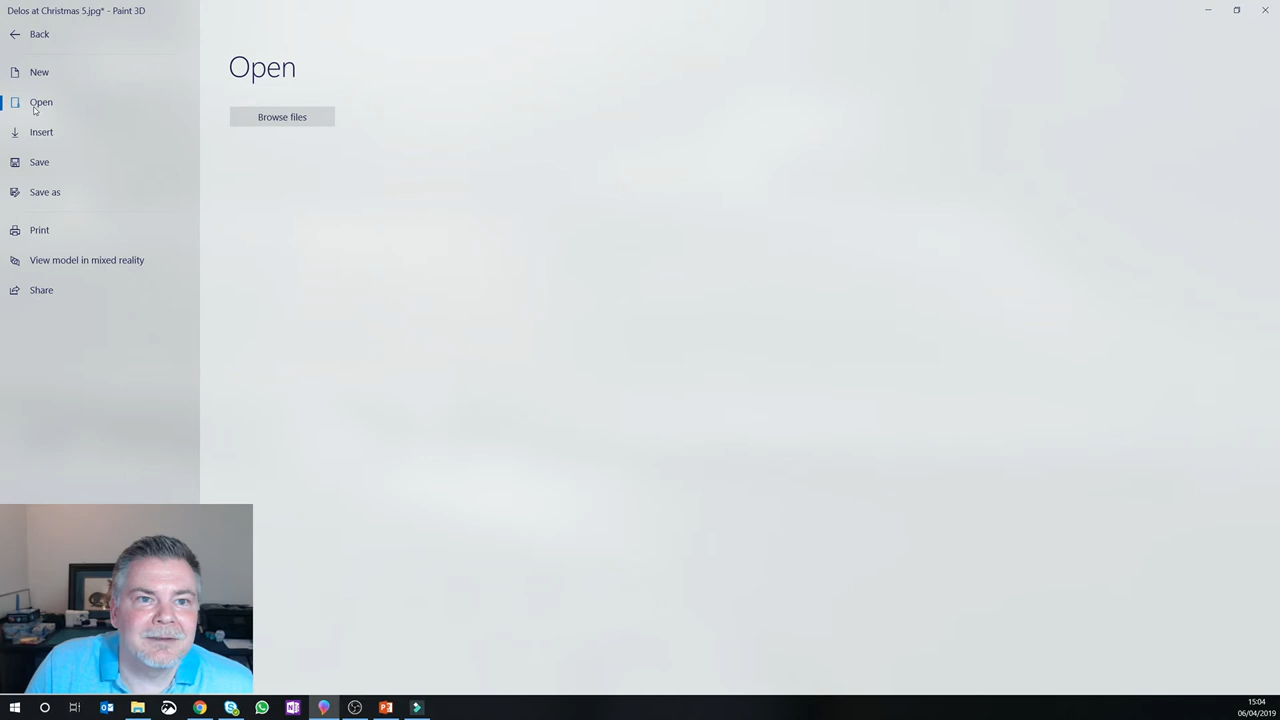 Delos at Christmas 5.jpg* - Paint 3D
Back
New
Open
Insert
Save
Save as
Print
View model in mixed reality
Share
Open
Browse files
15:04
06/04/2019